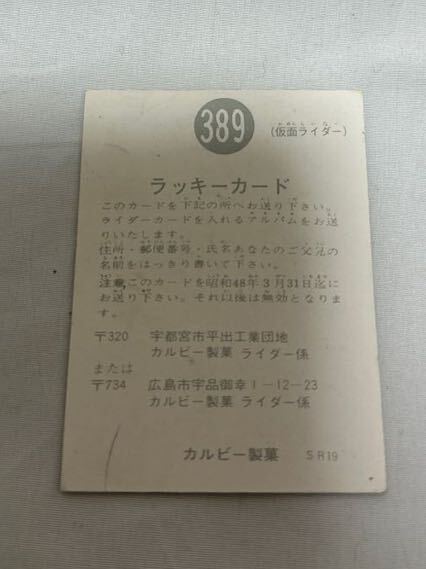 389
(仮面ライダー)
ラッキーカード
このカードを下記の所へお送り下さい。
ライダーカードを入れるアルバムをお送
りいたします。
住所・郵便番号・氏名あなたのご父兄の
名前をはっきり書いて下さい。
注意このカードを昭和48年3月31日迄に
お送り下さい。それ以後は無効となりま
す。
〒320 宇都宮市平出工業団地
カルビー製菓 ライダー係
または
〒734 広島市宇品御幸1-12-23
カルビー製菓 ライダー係
カルビー製菓 SR19